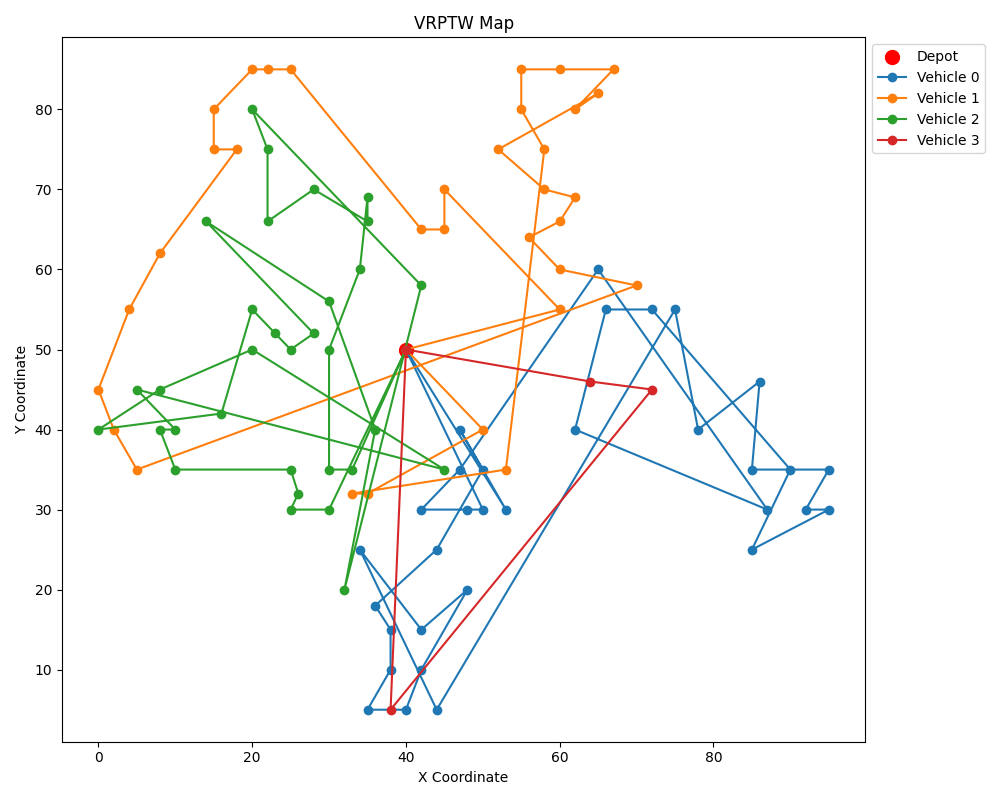 VRPTW Map
Depot
Vehicle 0
Vehicle 1
Vehicle 2
Vehicle 3
Y Coordinate
80
70
60
50
40
30
20
10
0
20
40
60
80
X Coordinate